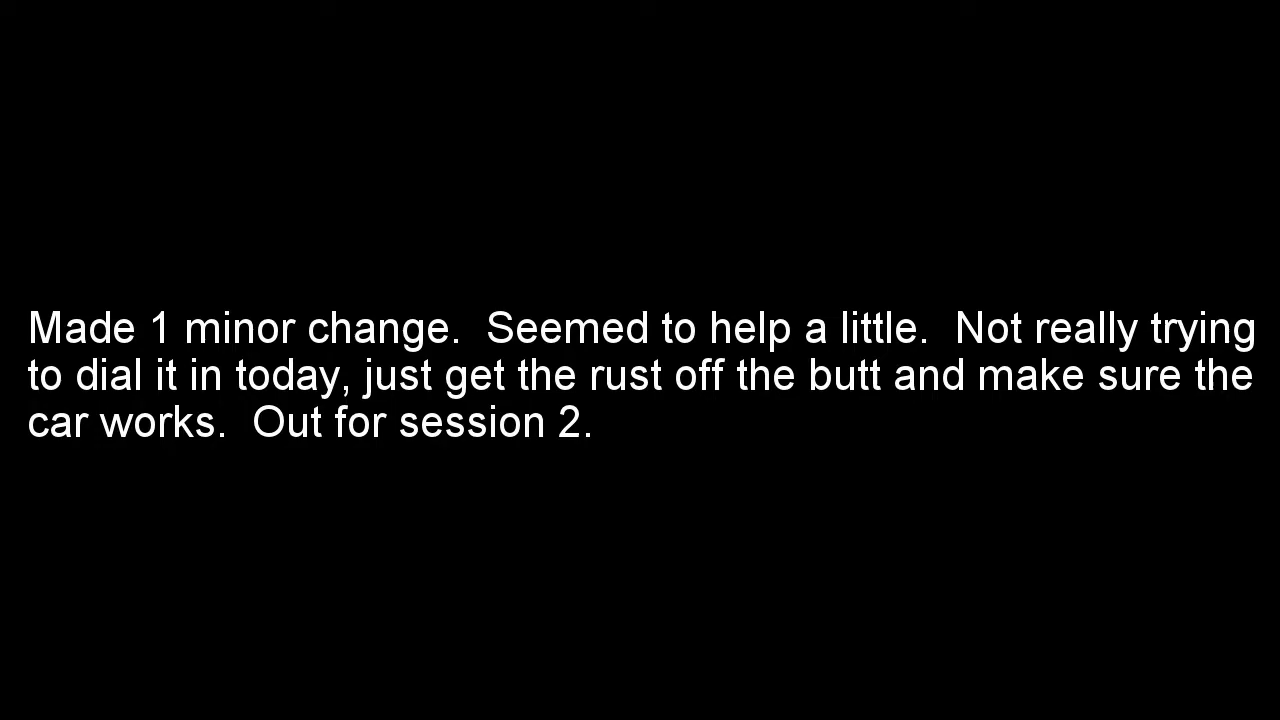 Made 1 minor change.  Seemed to help a little.  Not really trying
to dial it in today, just get the rust off the butt and make sure the
car works.  Out for session 2.